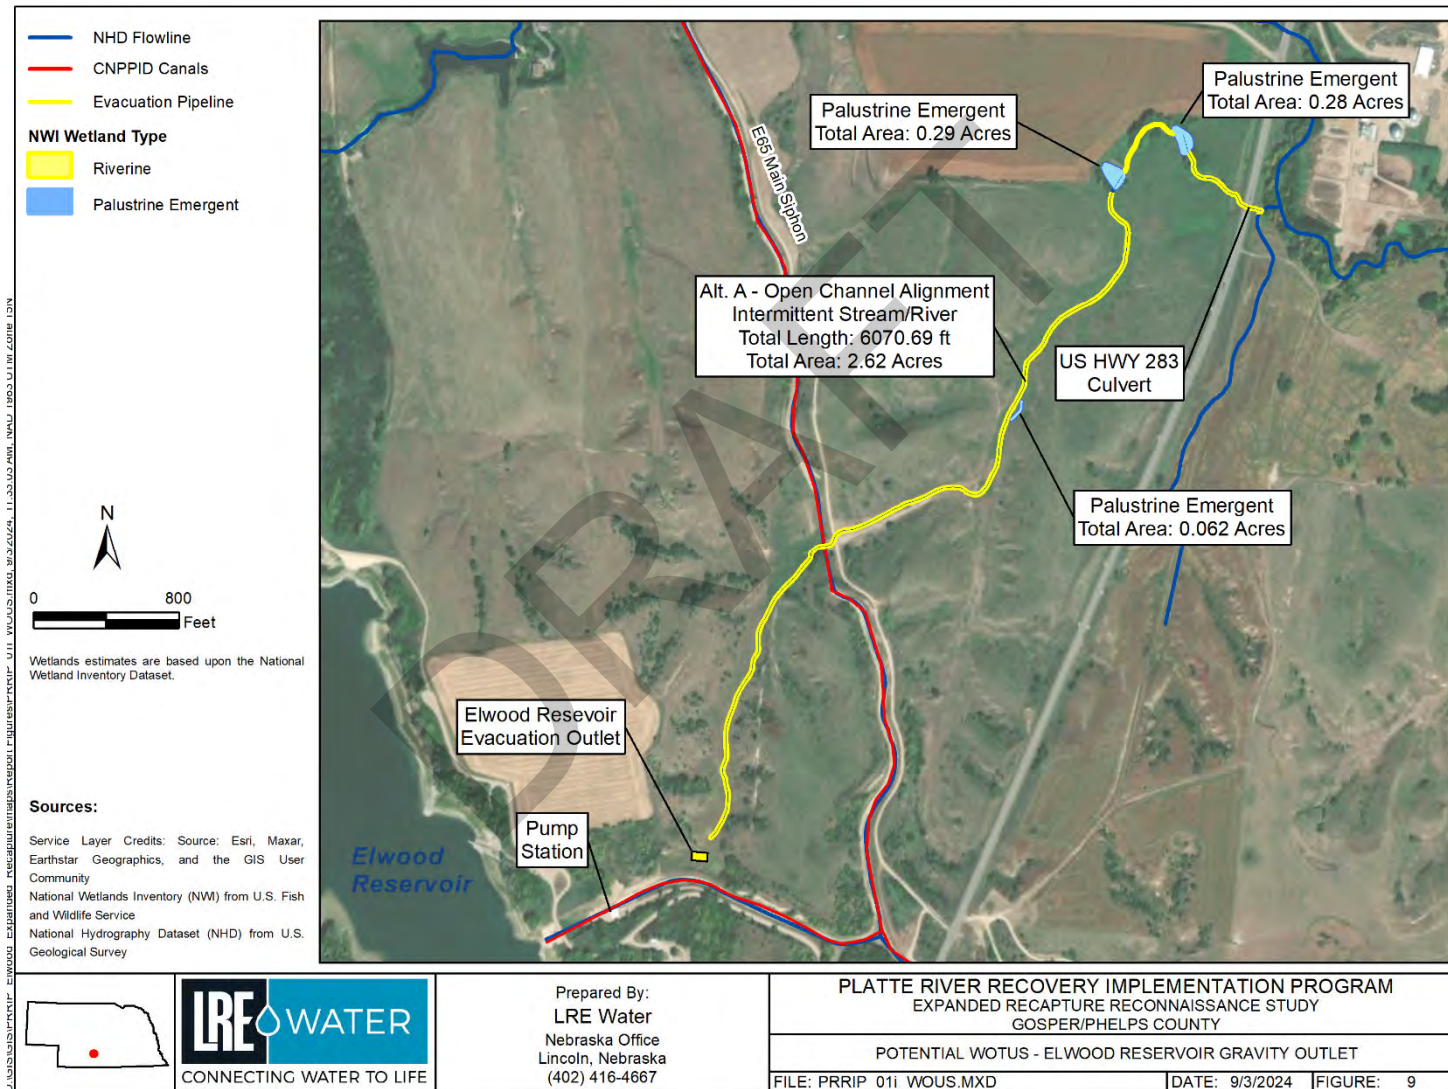 NHD Flowline
CNPPID Canals
Evacuation Pipeline
NWI Wetland Type
Riverine
Palustrine Emergent
N
0 800
Feet
Wetlands estimates are based upon the National
Wetland Inventory Dataset.
Sources:
Service Layer Credits: Source: Esri, Maxar,
Earthstar Geographics, and the GIS User
Community
National Wetlands Inventory (NWI) from U.S. Fish
and Wildlife Service
National Hydrography Dataset (NHD) from U.S.
Geological Survey
E65 Main Siphon
Palustrine Emergent
Total Area: 0.29 Acres
Palustrine Emergent
Total Area: 0.28 Acres
Alt. A - Open Channel Alignment
Intermittent Stream/River
Total Length: 6070.69 ft
Total Area: 2.62 Acres
US HWY 283
Culvert
Palustrine Emergent
Total Area: 0.062 Acres
Elwood Resevoir
Evacuation Outlet
Pump
Station
Elwood
Reservoir
DRAFT
LRE WATER
CONNECTING WATER TO LIFE
Prepared By:
LRE Water
Nebraska Office
Lincoln, Nebraska
(402) 416-4667
PLATTE RIVER RECOVERY IMPLEMENTATION PROGRAM
EXPANDED RECAPTURE RECONNAISSANCE STUDY
GOSPER/PHELPS COUNTY
POTENTIAL WOTUS - ELWOOD RESERVOIR GRAVITY OUTLET
FILE: PRRIP_01i_WOUS.MXD
DATE: 9/3/2024
FIGURE: 9